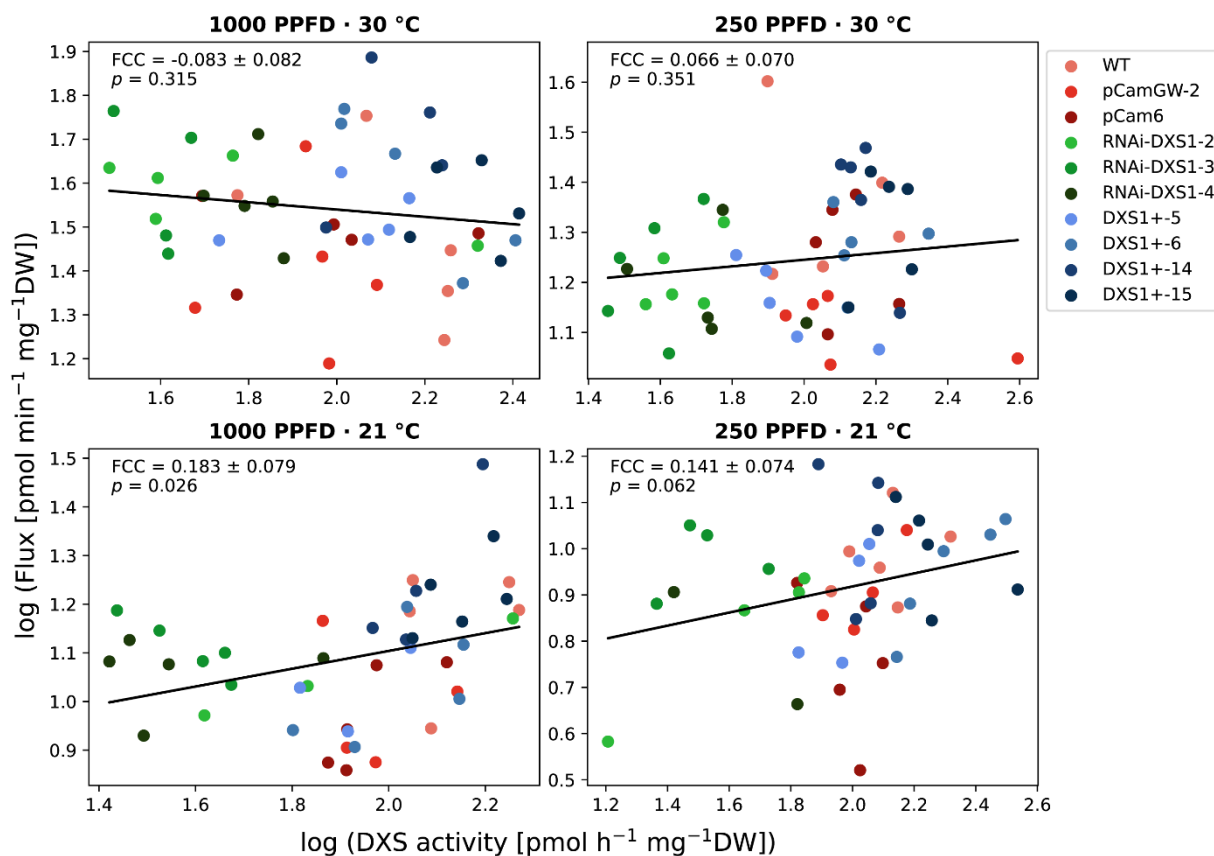 1000 PPFD · 30 °C
FCC = -0.083 ± 0.082
p = 0.315
1.9
1.8
1.7
1.6
1.5
1.4
1.3
1.2
1.6
1.8
2.0
2.2
2.4
250 PPFD · 30 °C
FCC = 0.066 ± 0.070
p = 0.351
1.6
1.5
1.4
1.3
1.2
1.1
1.4
1.6
1.8
2.0
2.2
2.4
2.6
WT
pCamGW-2
pCam6
RNAi-DXS1-2
RNAi-DXS1-3
RNAi-DXS1-4
DXS1+-5
DXS1+-6
DXS1+-14
DXS1+-15
1000 PPFD · 21 °C
FCC = 0.183 ± 0.079
p = 0.026
1.5
1.4
1.3
1.2
1.1
1.0
0.9
1.4
1.6
1.8
2.0
2.2
250 PPFD · 21 °C
FCC = 0.141 ± 0.074
p = 0.062
1.2
1.1
1.0
0.9
0.8
0.7
0.6
0.5
1.2
1.4
1.6
1.8
2.0
2.2
2.4
2.6
log (Flux [pmol min⁻¹ mg⁻¹DW])
log (DXS activity [pmol h⁻¹ mg⁻¹DW])